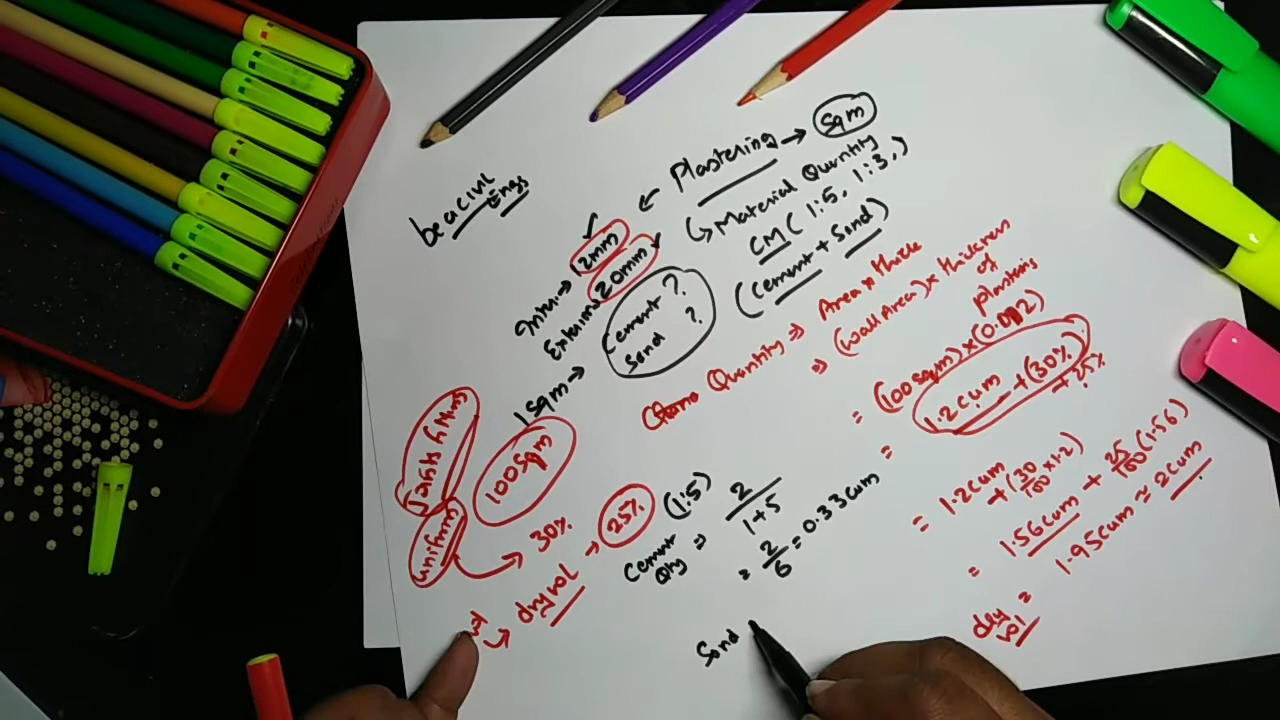 beacivil
engg
Plastering → Sqm
↳ Material Quantity
CM (1:5, 1:3,)
(Cement + Sand)
12mm
Exterior 20mm
1 Sqm → Cement ?
Sand ?
Quantity ⇒ Area x thick
⇒ (wall Area) x thickness
of
plastering
= (100 Sqm) x (0.012)
= 1.2 cum + (30%)
+ 25%
= 1.2 cum
+ (30/100 x 1.2)
= 1.56 cum + 25/100 (1.56)
dry vol = 1.95 cum ≈ 2 cum
100 Sqm
30%
dry vol → 25%
Cement Qty ⇒ (1:5) 2/1+5
= 2/6 = 0.33 cum
Sand